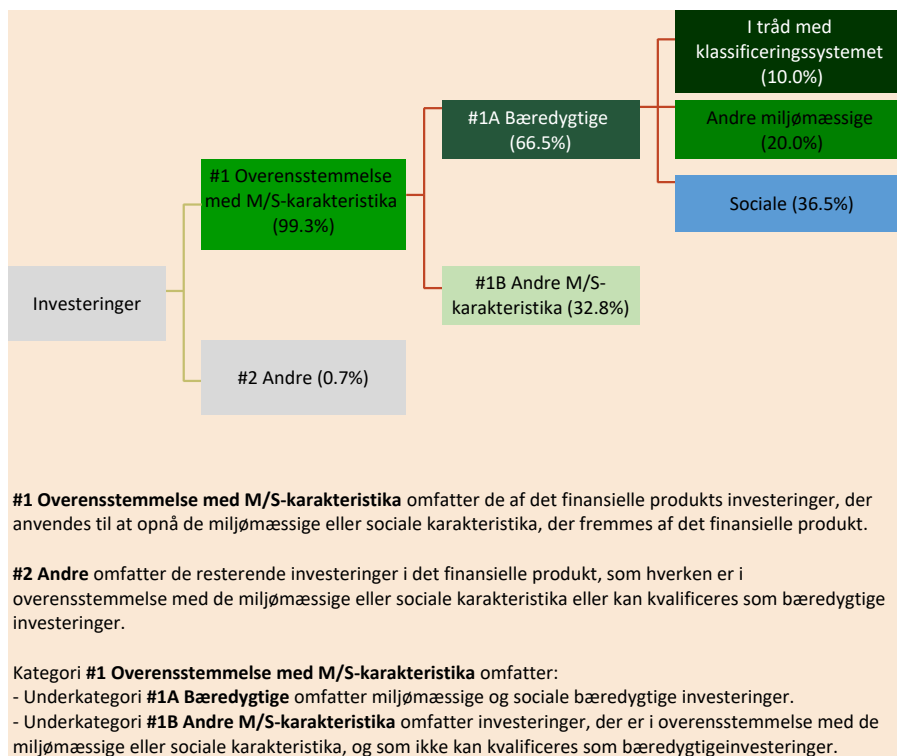 I tråd med
klassificeringssystemet
(10.0%)
#1A Bæredygtige
(66.5%)
Andre miljømæssige
(20.0%)
#1 Overensstemmelse
med M/S-karakteristika
(99.3%)
Sociale (36.5%)
#1B Andre M/S-
karakteristika (32.8%)
Investeringer
#2 Andre (0.7%)
#1 Overensstemmelse med M/S-karakteristika omfatter de af det finansielle produkts investeringer, der
anvendes til at opnå de miljømæssige eller sociale karakteristika, der fremmes af det finansielle produkt.
#2 Andre omfatter de resterende investeringer i det finansielle produkt, som hverken er i
overensstemmelse med de miljømæssige eller sociale karakteristika eller kan kvalificeres som bæredygtige
investeringer.
Kategori #1 Overensstemmelse med M/S-karakteristika omfatter:
- Underkategori #1A Bæredygtige omfatter miljømæssige og sociale bæredygtige investeringer.
- Underkategori #1B Andre M/S-karakteristika omfatter investeringer, der er i overensstemmelse med de
miljømæssige eller sociale karakteristika, og som ikke kan kvalificeres som bæredygtigeinvesteringer.